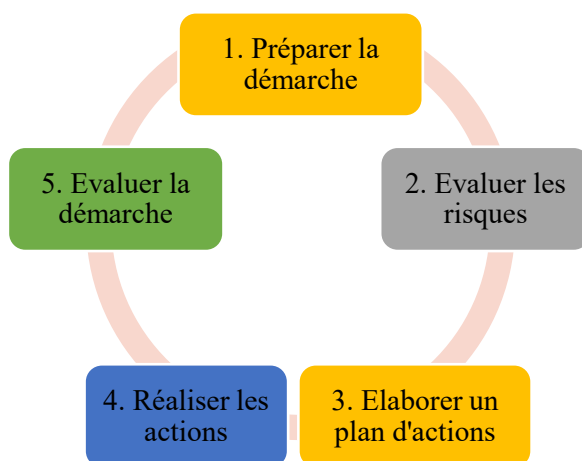 1. Préparer la
démarche
2. Evaluer les
risques
3. Elaborer un
plan d'actions
4. Réaliser les
actions
5. Evaluer la
démarche